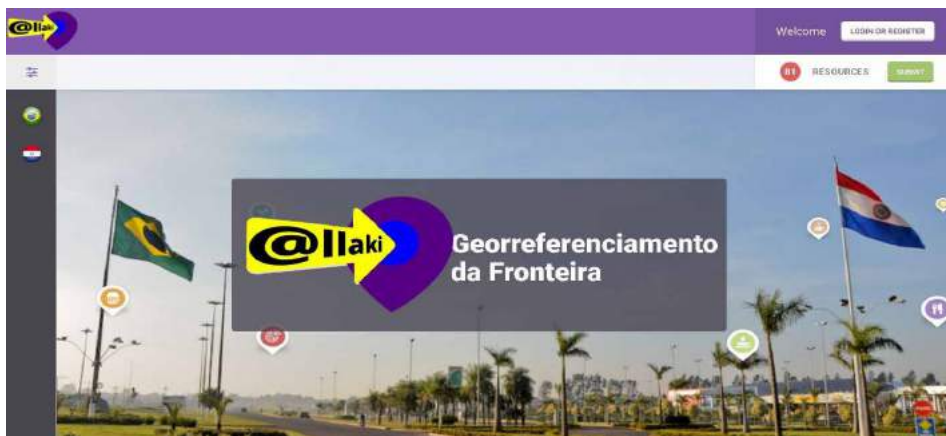 @llaki
Welcome
LOGIN OR REGISTER
81
RESOURCES
SUBMIT
@llaki
Georreferenciamento
da Fronteira